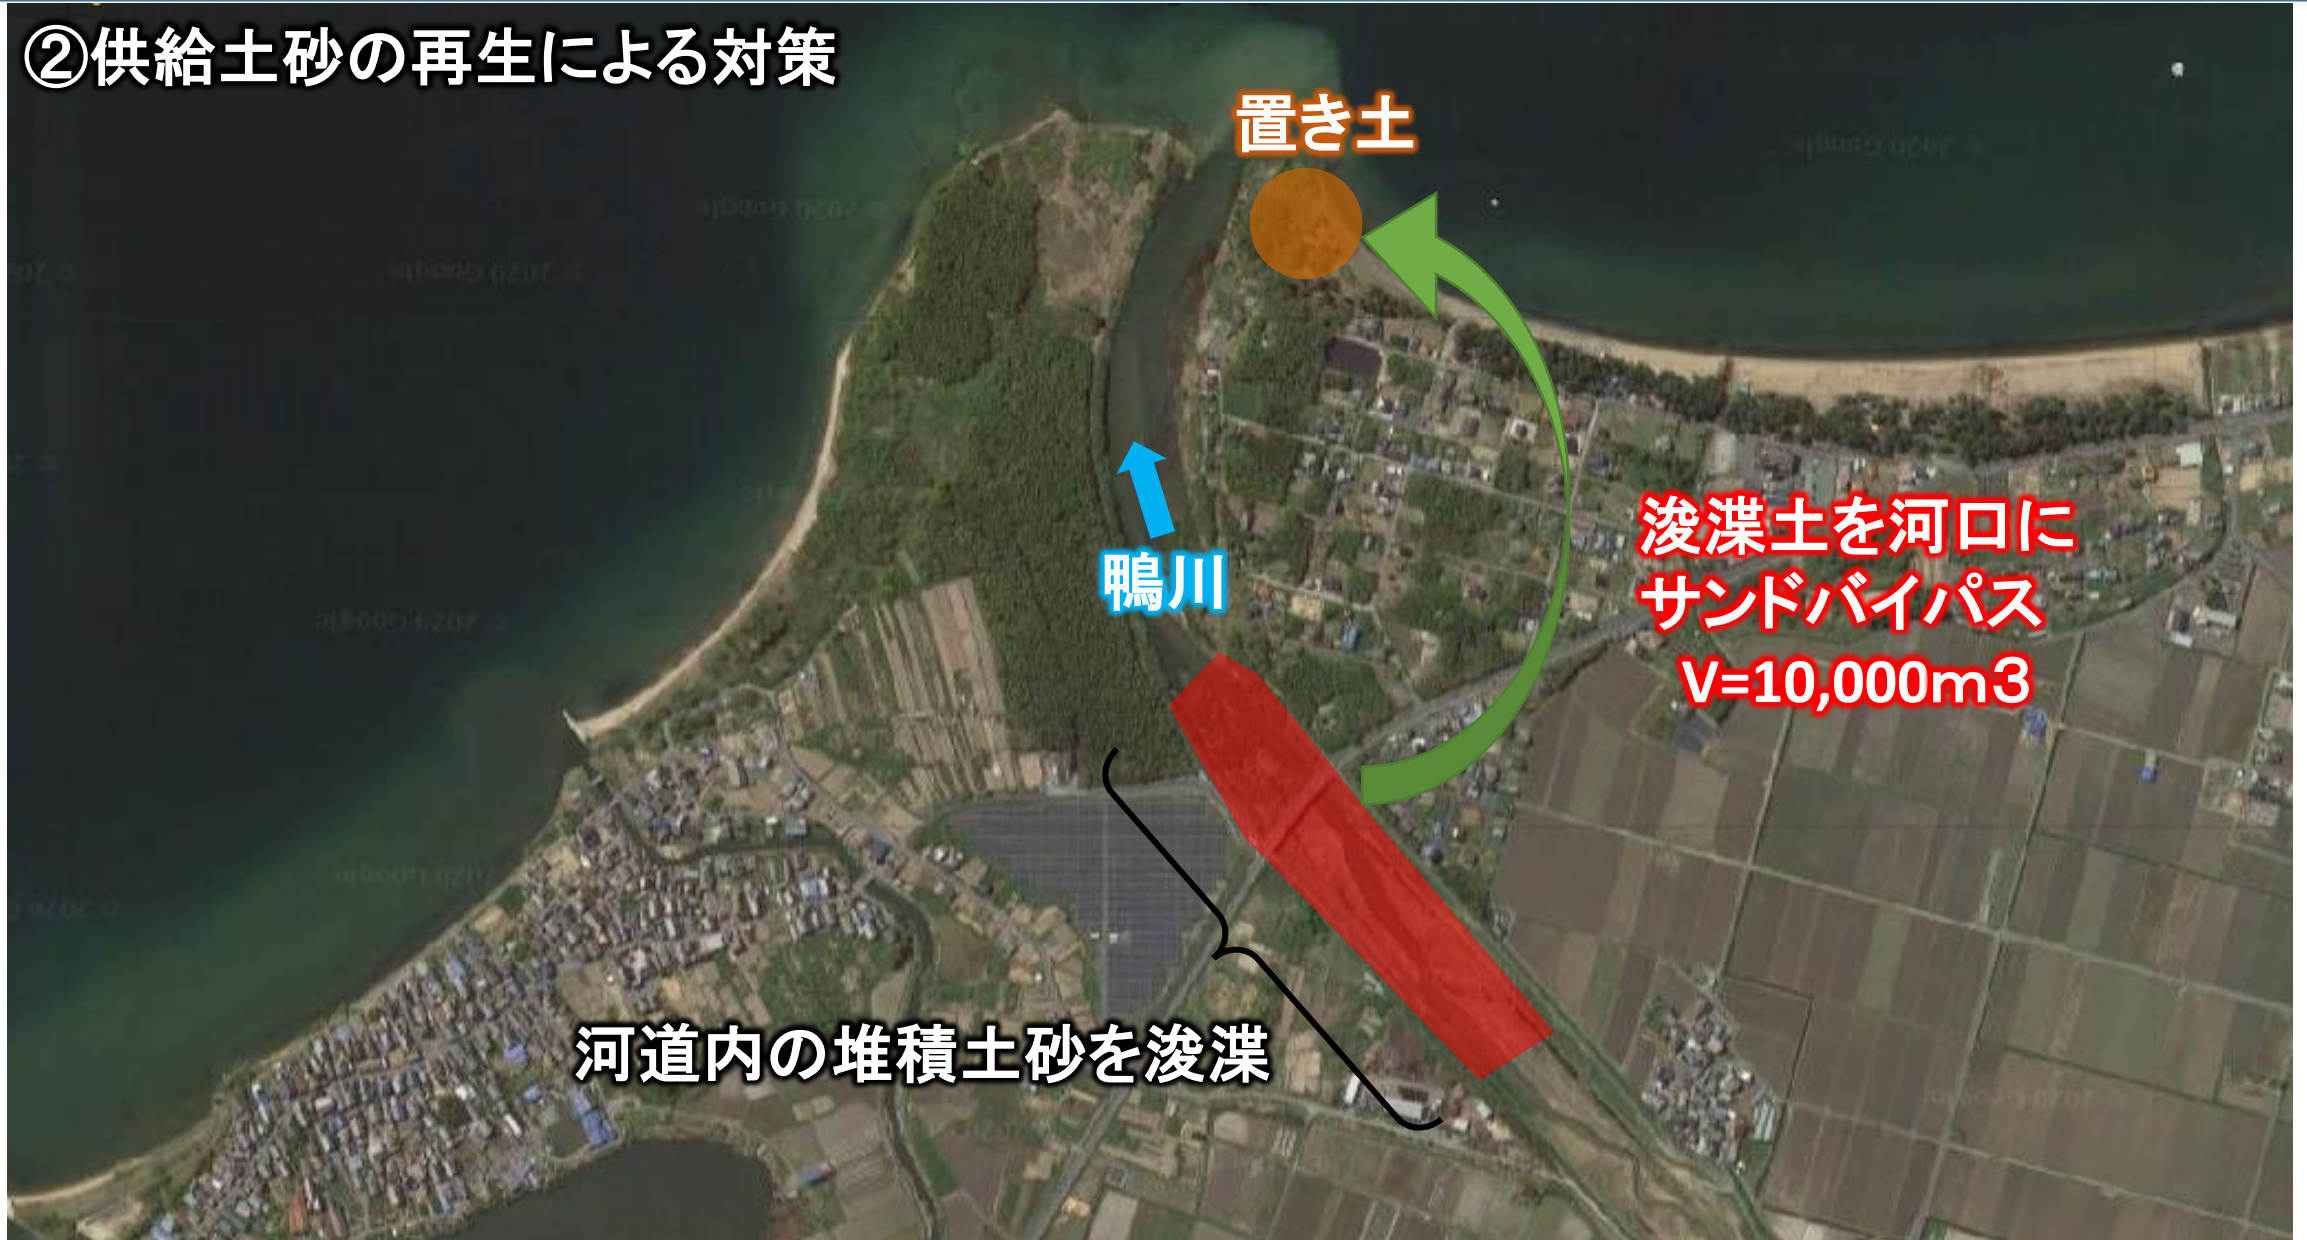 ②供給土砂の再生による対策
置き土
鴨川
浚渫土を河口に
サンドバイパス
V=10,000ｍ３
河道内の堆積土砂を浚渫